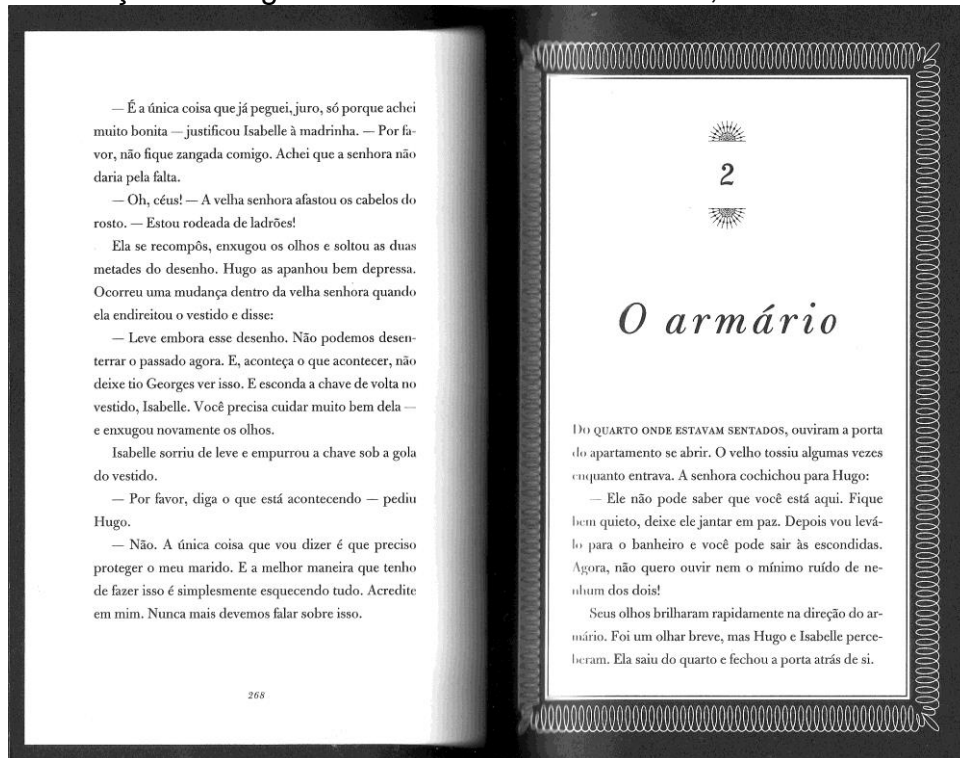 — É a única coisa que já peguei, juro, só porque achei
muito bonita — justificou Isabelle à madrinha. — Por fa-
vor, não fique zangada comigo. Achei que a senhora não
daria pela falta.
— Oh, céus! — A velha senhora afastou os cabelos do
rosto. — Estou rodeada de ladrões!
Ela se recompôs, enxugou os olhos e soltou as duas
metades do desenho. Hugo as apanhou bem depressa.
Ocorreu uma mudança dentro da velha senhora quando
ela endireitou o vestido e disse:
— Leve embora esse desenho. Não podemos desen-
terrar o passado agora. E, aconteça o que acontecer, não
deixe tio Georges ver isso. E esconda a chave de volta no
vestido, Isabelle. Você precisa cuidar muito bem dela —
e enxugou novamente os olhos.
Isabelle sorriu de leve e empurrou a chave sob a gola
do vestido.
— Por favor, diga o que está acontecendo — pediu
Hugo.
— Não. A única coisa que vou dizer é que preciso
proteger o meu marido. E a melhor maneira que tenho
de fazer isso é simplesmente esquecendo tudo. Acredite
em mim. Nunca mais devemos falar sobre isso.
268
2
O armário
DO QUARTO ONDE ESTAVAM SENTADOS, ouviram a porta
do apartamento se abrir. O velho tossiu algumas vezes
enquanto entrava. A senhora cochichou para Hugo:
— Ele não pode saber que você está aqui. Fique
bem quieto, deixe ele jantar em paz. Depois vou levá-
lo para o banheiro e você pode sair às escondidas.
Agora, não quero ouvir nem o mínimo ruído de ne-
nhum dos dois!
Seus olhos brilharam rapidamente na direção do ar-
mário. Foi um olhar breve, mas Hugo e Isabelle perce-
beram. Ela saiu do quarto e fechou a porta atrás de si.